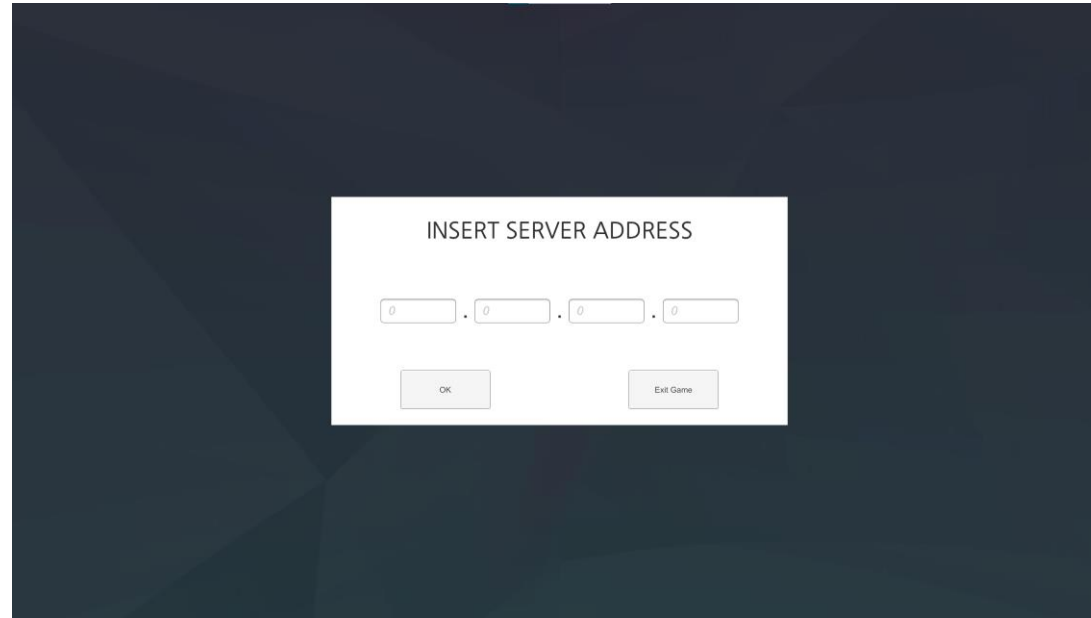 INSERT SERVER ADDRESS
0 . 0 . 0 . 0
OK Exit Game